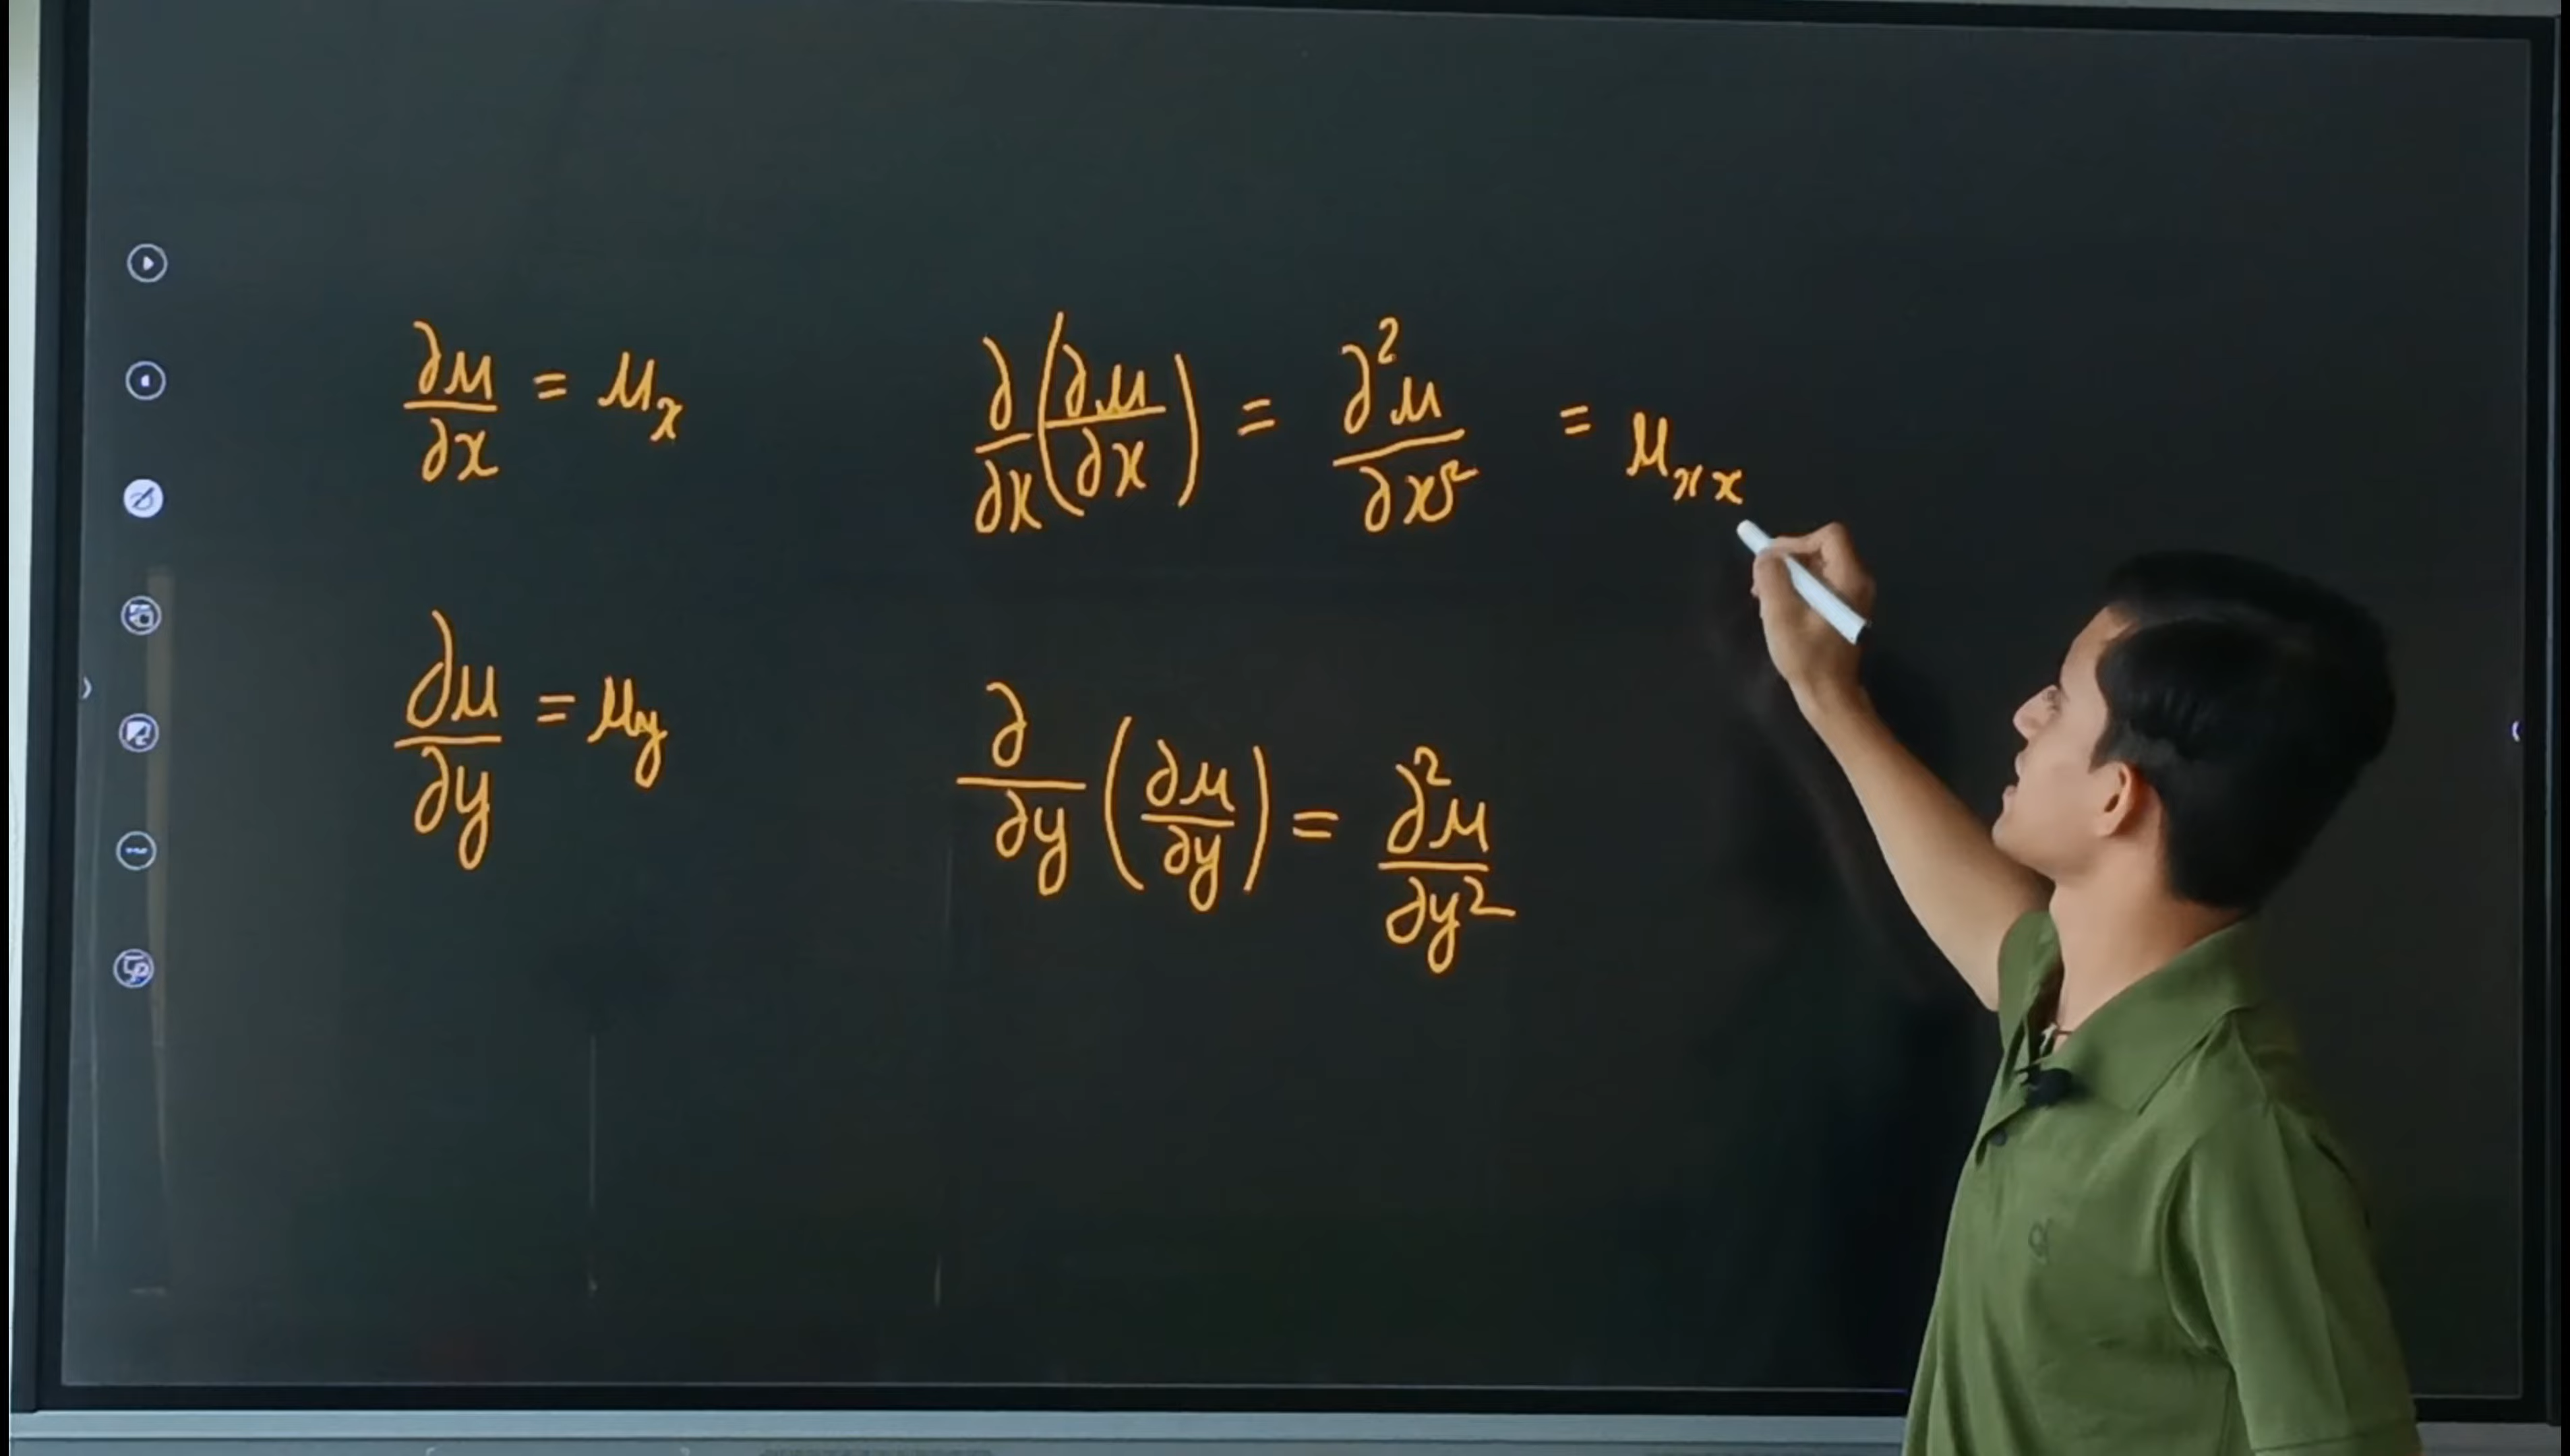 ∂u/∂x = u_x
∂/∂x(∂u/∂x) = ∂²u/∂x² = u_xx
∂u/∂y = u_y
∂/∂y(∂u/∂y) = ∂²u/∂y²